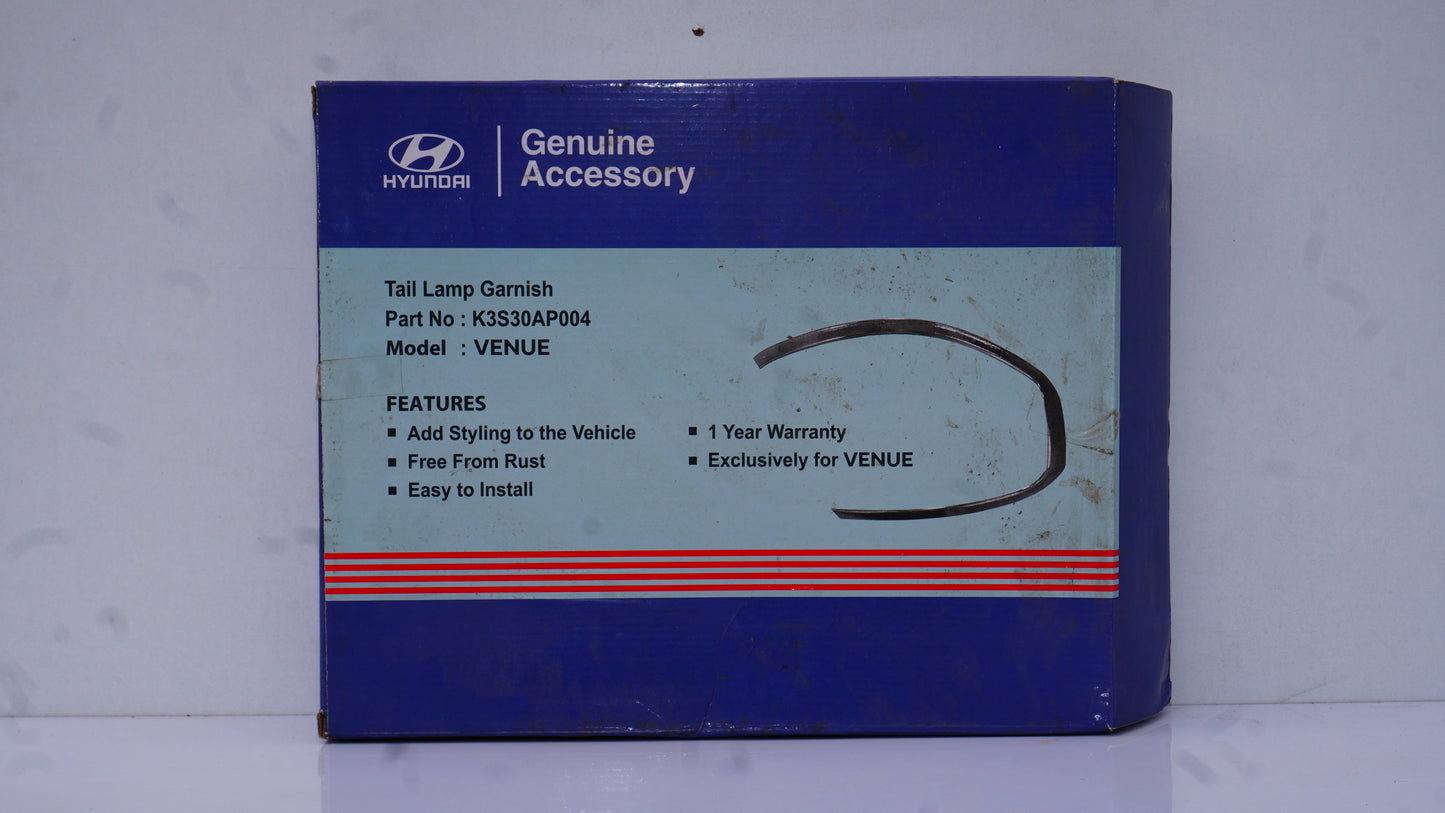 HYUNDAI
Genuine
Accessory
Tail Lamp Garnish
Part No : K3S30AP004
Model : VENUE
FEATURES
▪ Add Styling to the Vehicle
▪ Free From Rust
▪ Easy to Install
▪ 1 Year Warranty
▪ Exclusively for VENUE